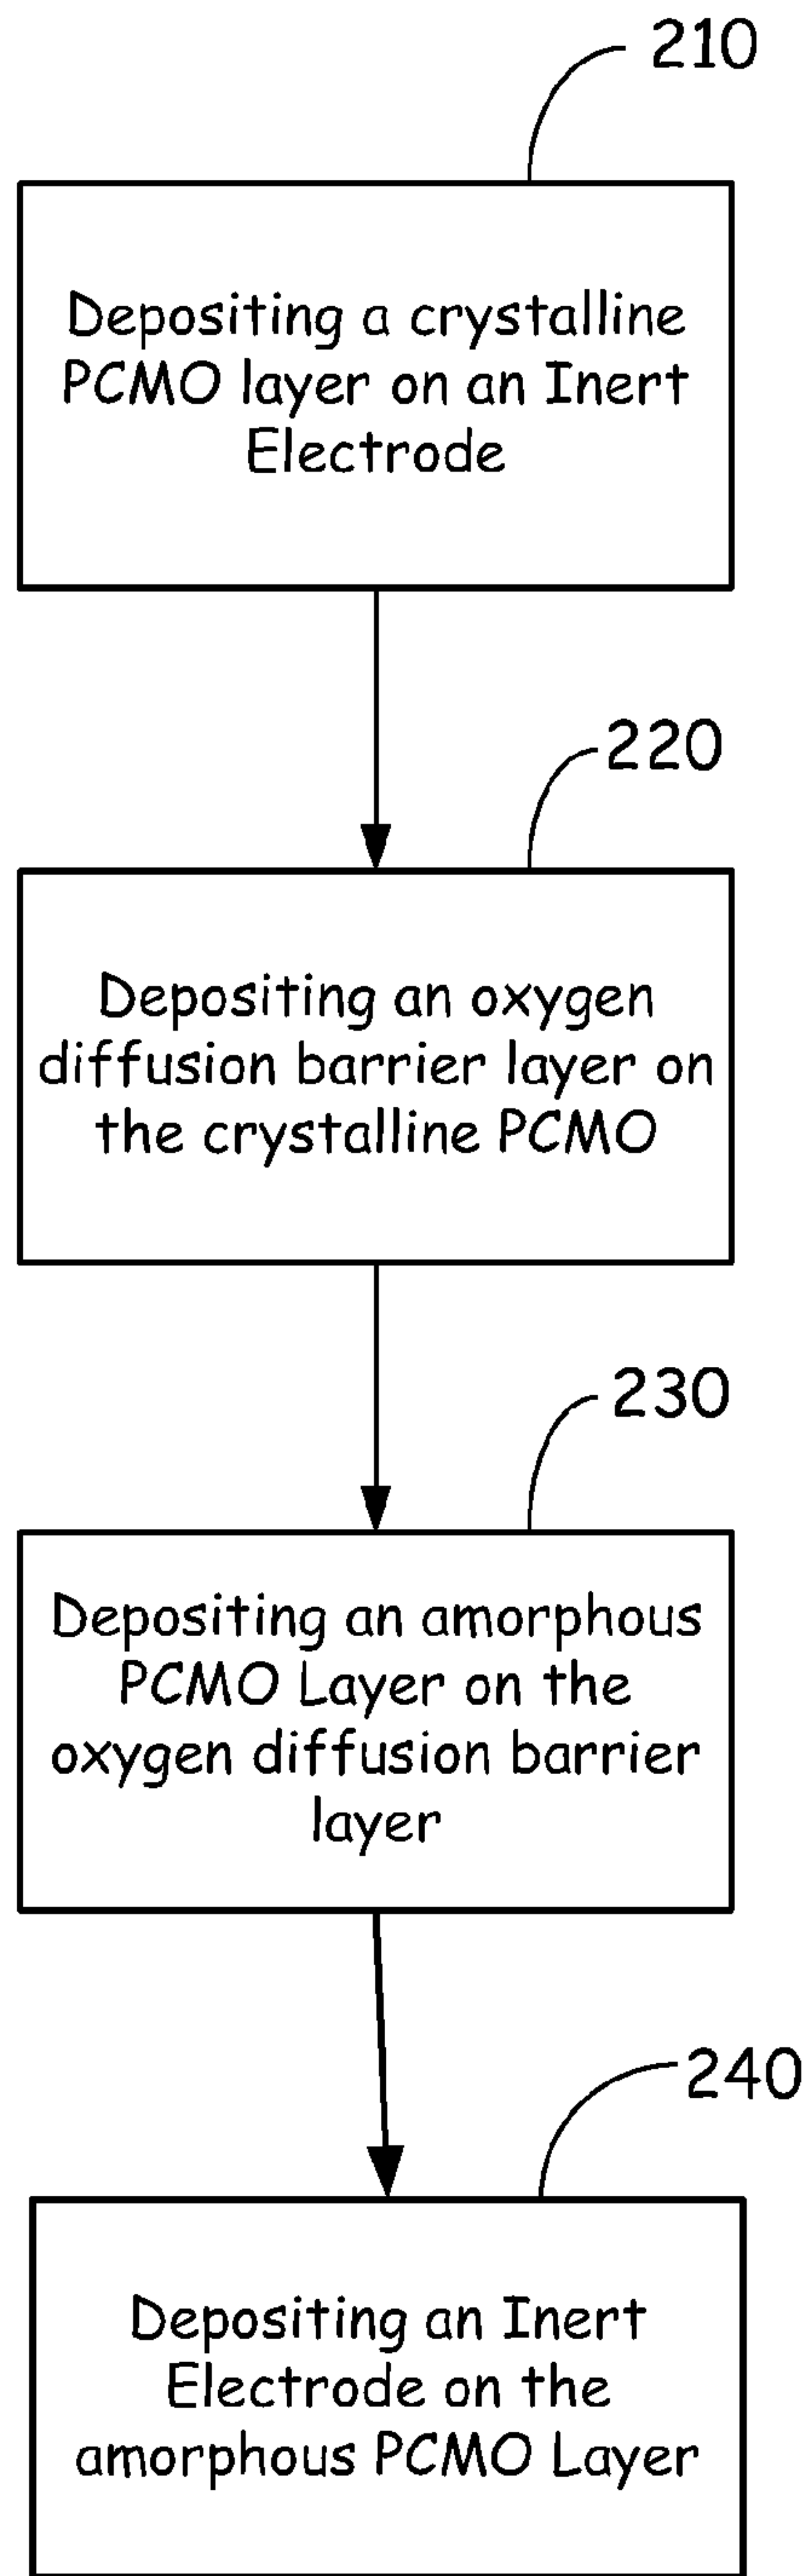 210
Depositing a crystalline
PCMO layer on an Inert
Electrode
220
Depositing an oxygen
diffusion barrier layer on
the crystalline PCMO
230
Depositing an amorphous
PCMO Layer on the
oxygen diffusion barrier
layer
240
Depositing an Inert
Electrode on the
amorphous PCMO Layer